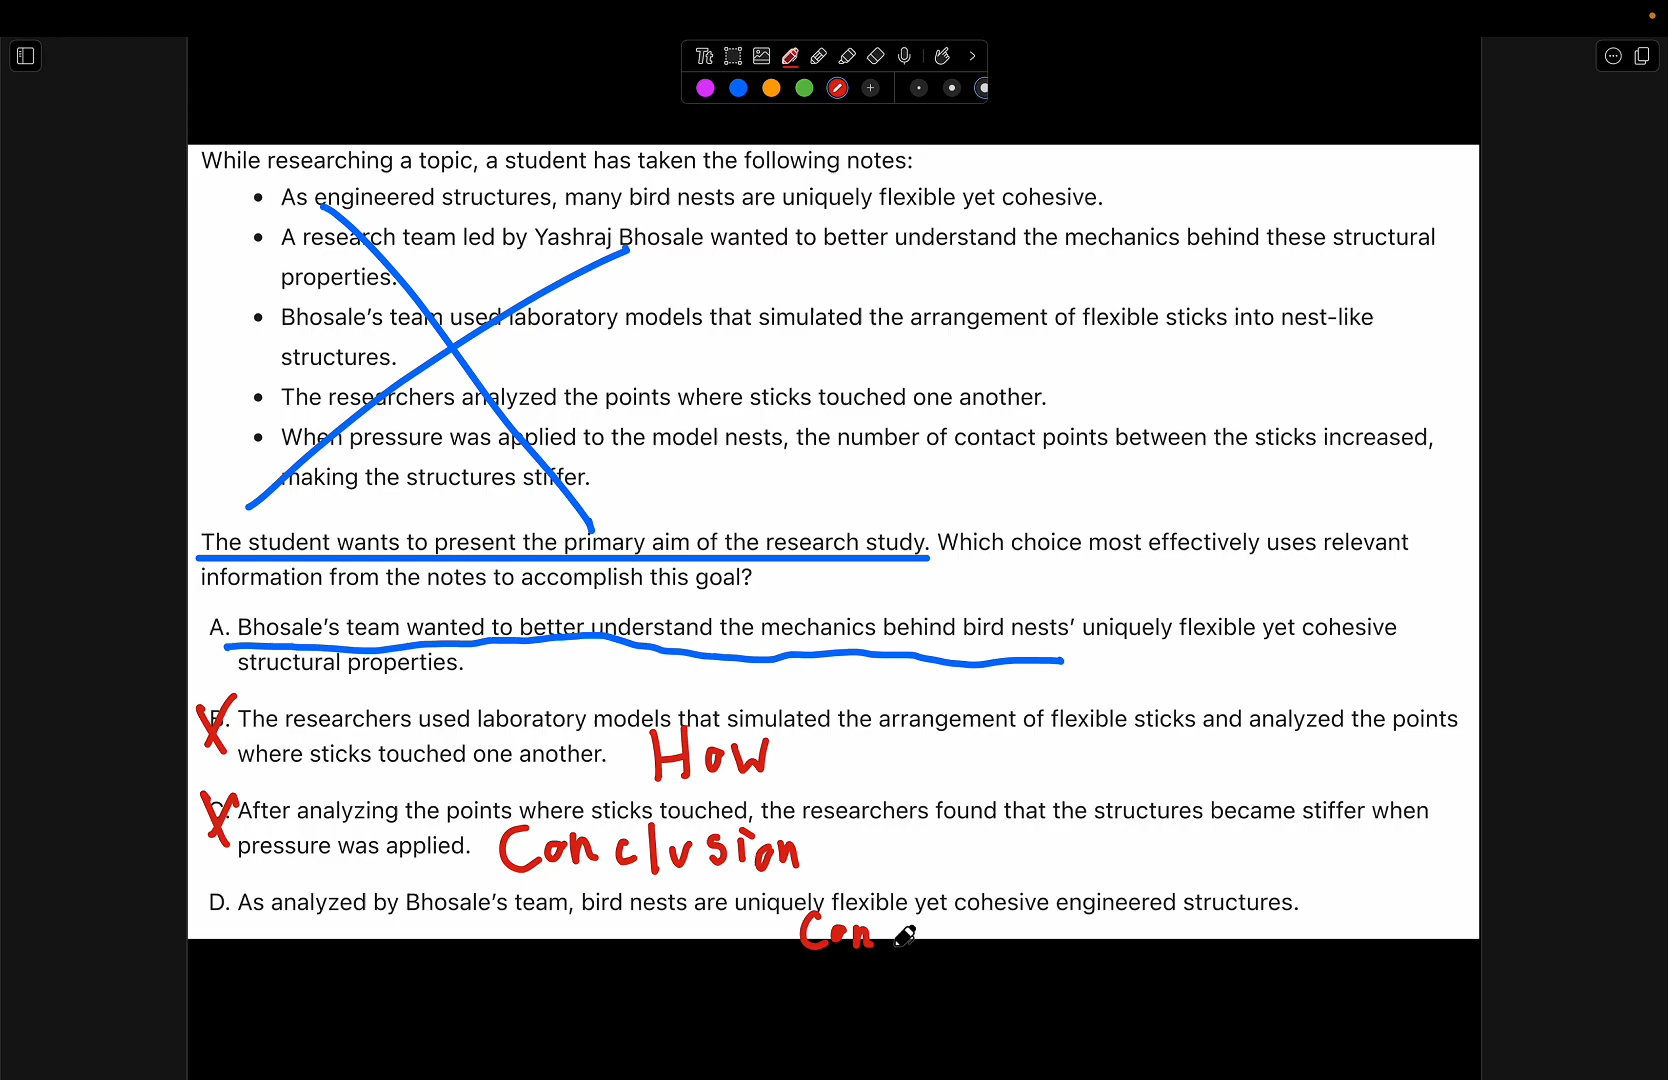 Tt
While researching a topic, a student has taken the following notes:
• As engineered structures, many bird nests are uniquely flexible yet cohesive.
• A research team led by Yashraj Bhosale wanted to better understand the mechanics behind these structural
properties.
• Bhosale’s team used laboratory models that simulated the arrangement of flexible sticks into nest-like
structures.
• The researchers analyzed the points where sticks touched one another.
• When pressure was applied to the model nests, the number of contact points between the sticks increased,
making the structures stiffer.
The student wants to present the primary aim of the research study. Which choice most effectively uses relevant
information from the notes to accomplish this goal?
A. Bhosale’s team wanted to better understand the mechanics behind bird nests’ uniquely flexible yet cohesive
structural properties.
B. The researchers used laboratory models that simulated the arrangement of flexible sticks and analyzed the points
where sticks touched one another. How
C. After analyzing the points where sticks touched, the researchers found that the structures became stiffer when
pressure was applied. Conclusion
D. As analyzed by Bhosale’s team, bird nests are uniquely flexible yet cohesive engineered structures.
Con